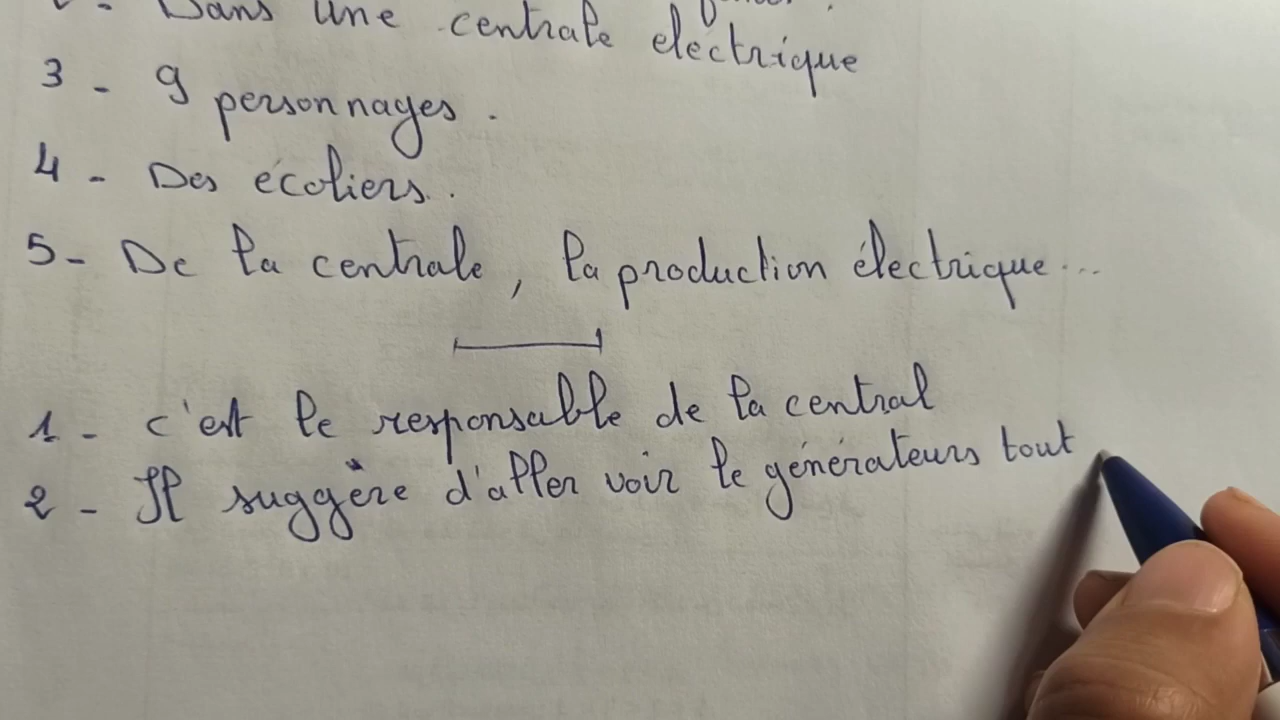 - Dans Une centrale electrique
3 - 9 personnages.
4 - Des écoliers.
5 - De la centrale, la production électrique...
1 - c'est le responsable de la central
2 - Il suggère d'aller voir le générateurs tout